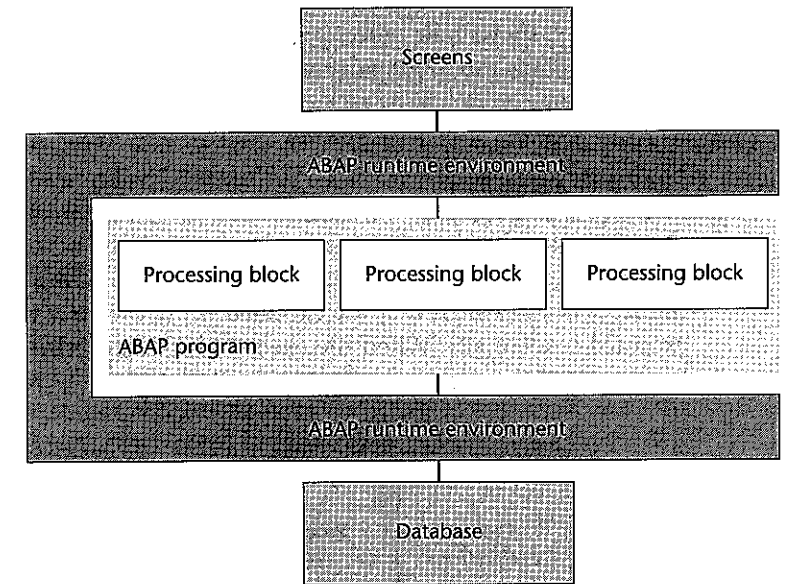 Screens
ABAP runtime environment
Processing block
Processing block
Processing block
ABAP program
ABAP runtime environment
Database